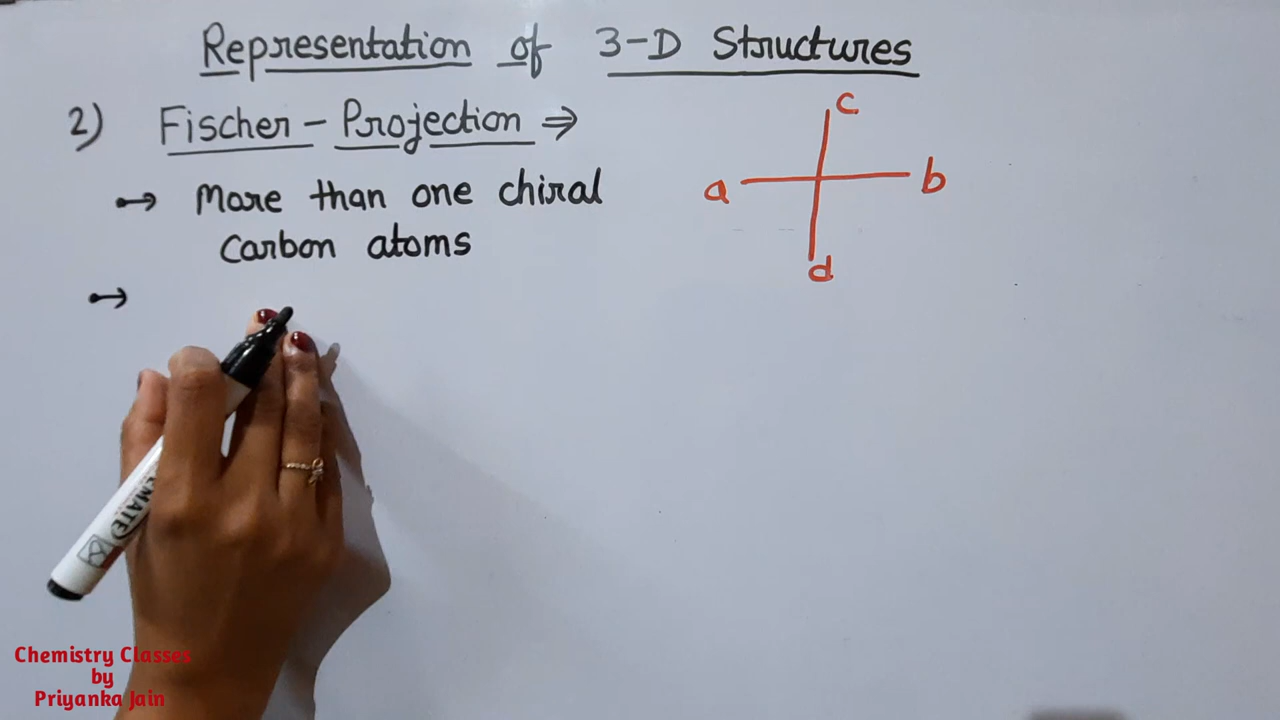 Representation of 3-D Structures
2) Fischer-Projection ⇒
More than one chiral
carbon atoms
c
a b
d
Chemistry Classes
by
Priyanka Jain